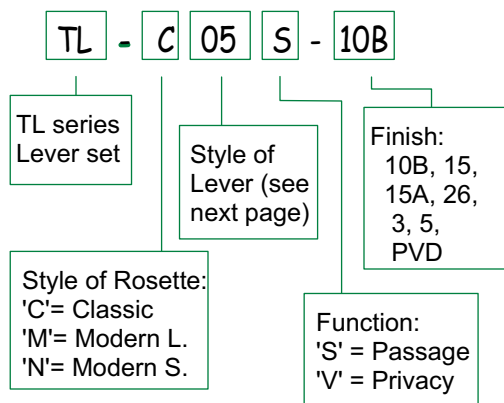 TL - C 05 S - 10B
TL series
Lever set
Style of
Lever (see
next page)
Finish:
10B, 15,
15A, 26,
3, 5,
PVD
Style of Rosette:
'C'= Classic
'M'= Modern L.
'N'= Modern S.
Function:
'S' = Passage
'V' = Privacy